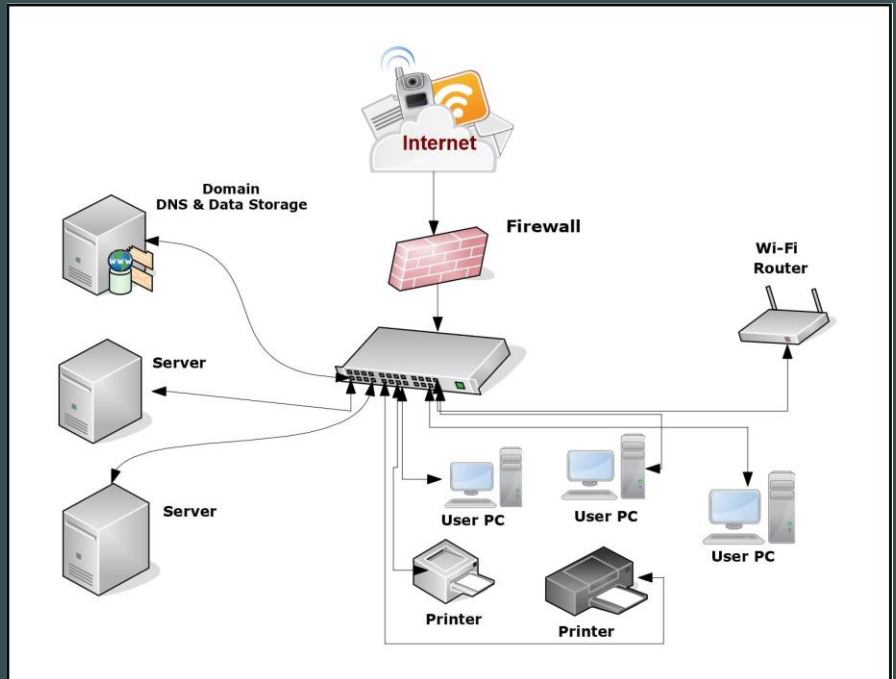 Internet
Domain
DNS & Data Storage
Firewall
Wi-Fi
Router
Server
Server
User PC
User PC
User PC
Printer
Printer